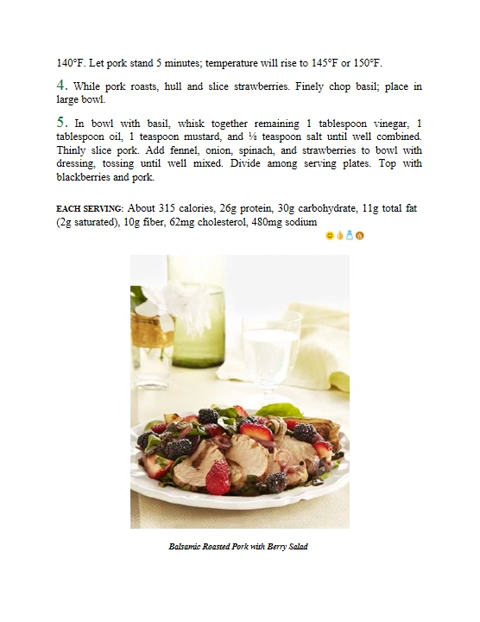 140°F. Let pork stand 5 minutes; temperature will rise to 145°F or 150°F.
4. While pork roasts, hull and slice strawberries. Finely chop basil; place in
large bowl.
5. In bowl with basil, whisk together remaining 1 tablespoon vinegar, 1
tablespoon oil, 1 teaspoon mustard, and ⅛ teaspoon salt until well combined.
Thinly slice pork. Add fennel, onion, spinach, and strawberries to bowl with
dressing, tossing until well mixed. Divide among serving plates. Top with
blackberries and pork.
EACH SERVING: About 315 calories, 26g protein, 30g carbohydrate, 11g total fat
(2g saturated), 10g fiber, 62mg cholesterol, 480mg sodium
Balsamic Roasted Pork with Berry Salad